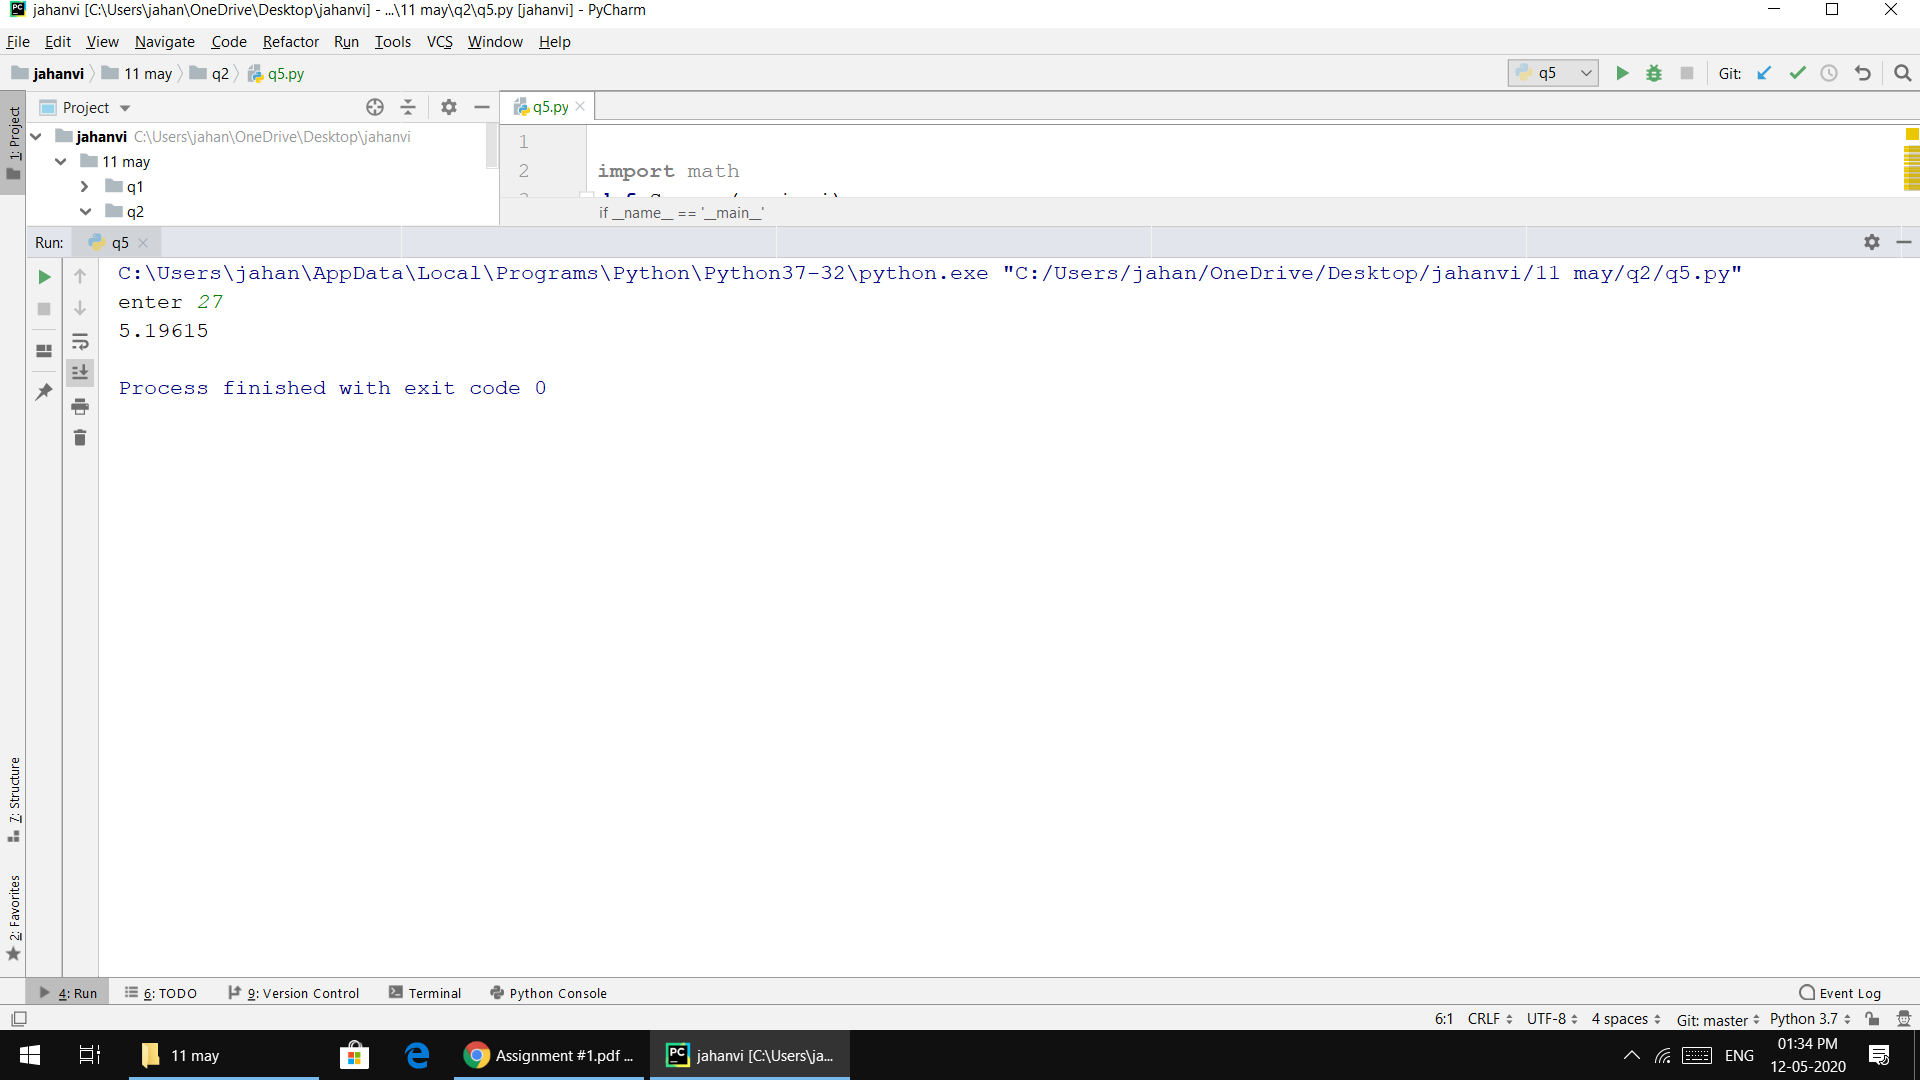 jahanvi [C:\Users\jahan\OneDrive\Desktop\jahanvi] - ...\11 may\q2\q5.py [jahanvi] - PyCharm
File Edit View Navigate Code Refactor Run Tools VCS Window Help
jahanvi 11 may q2 q5.py
q5 Git:
1: Project
Project
q5.py
jahanvi C:\Users\jahan\OneDrive\Desktop\jahanvi
11 may
q1
q2
1
2 import math
if __name__ == '__main__'
Run: q5
C:\Users\jahan\AppData\Local\Programs\Python\Python37-32\python.exe "C:/Users/jahan/OneDrive/Desktop/jahanvi/11 may/q2/q5.py"
enter 27
5.19615
Process finished with exit code 0
7: Structure
2: Favorites
4: Run 6: TODO 9: Version Control Terminal Python Console Event Log
6:1 CRLF UTF-8 4 spaces Git: master Python 3.7
11 may
Assignment #1.pdf ...
PC jahanvi [C:\Users\ja...
ENG
01:34 PM
12-05-2020